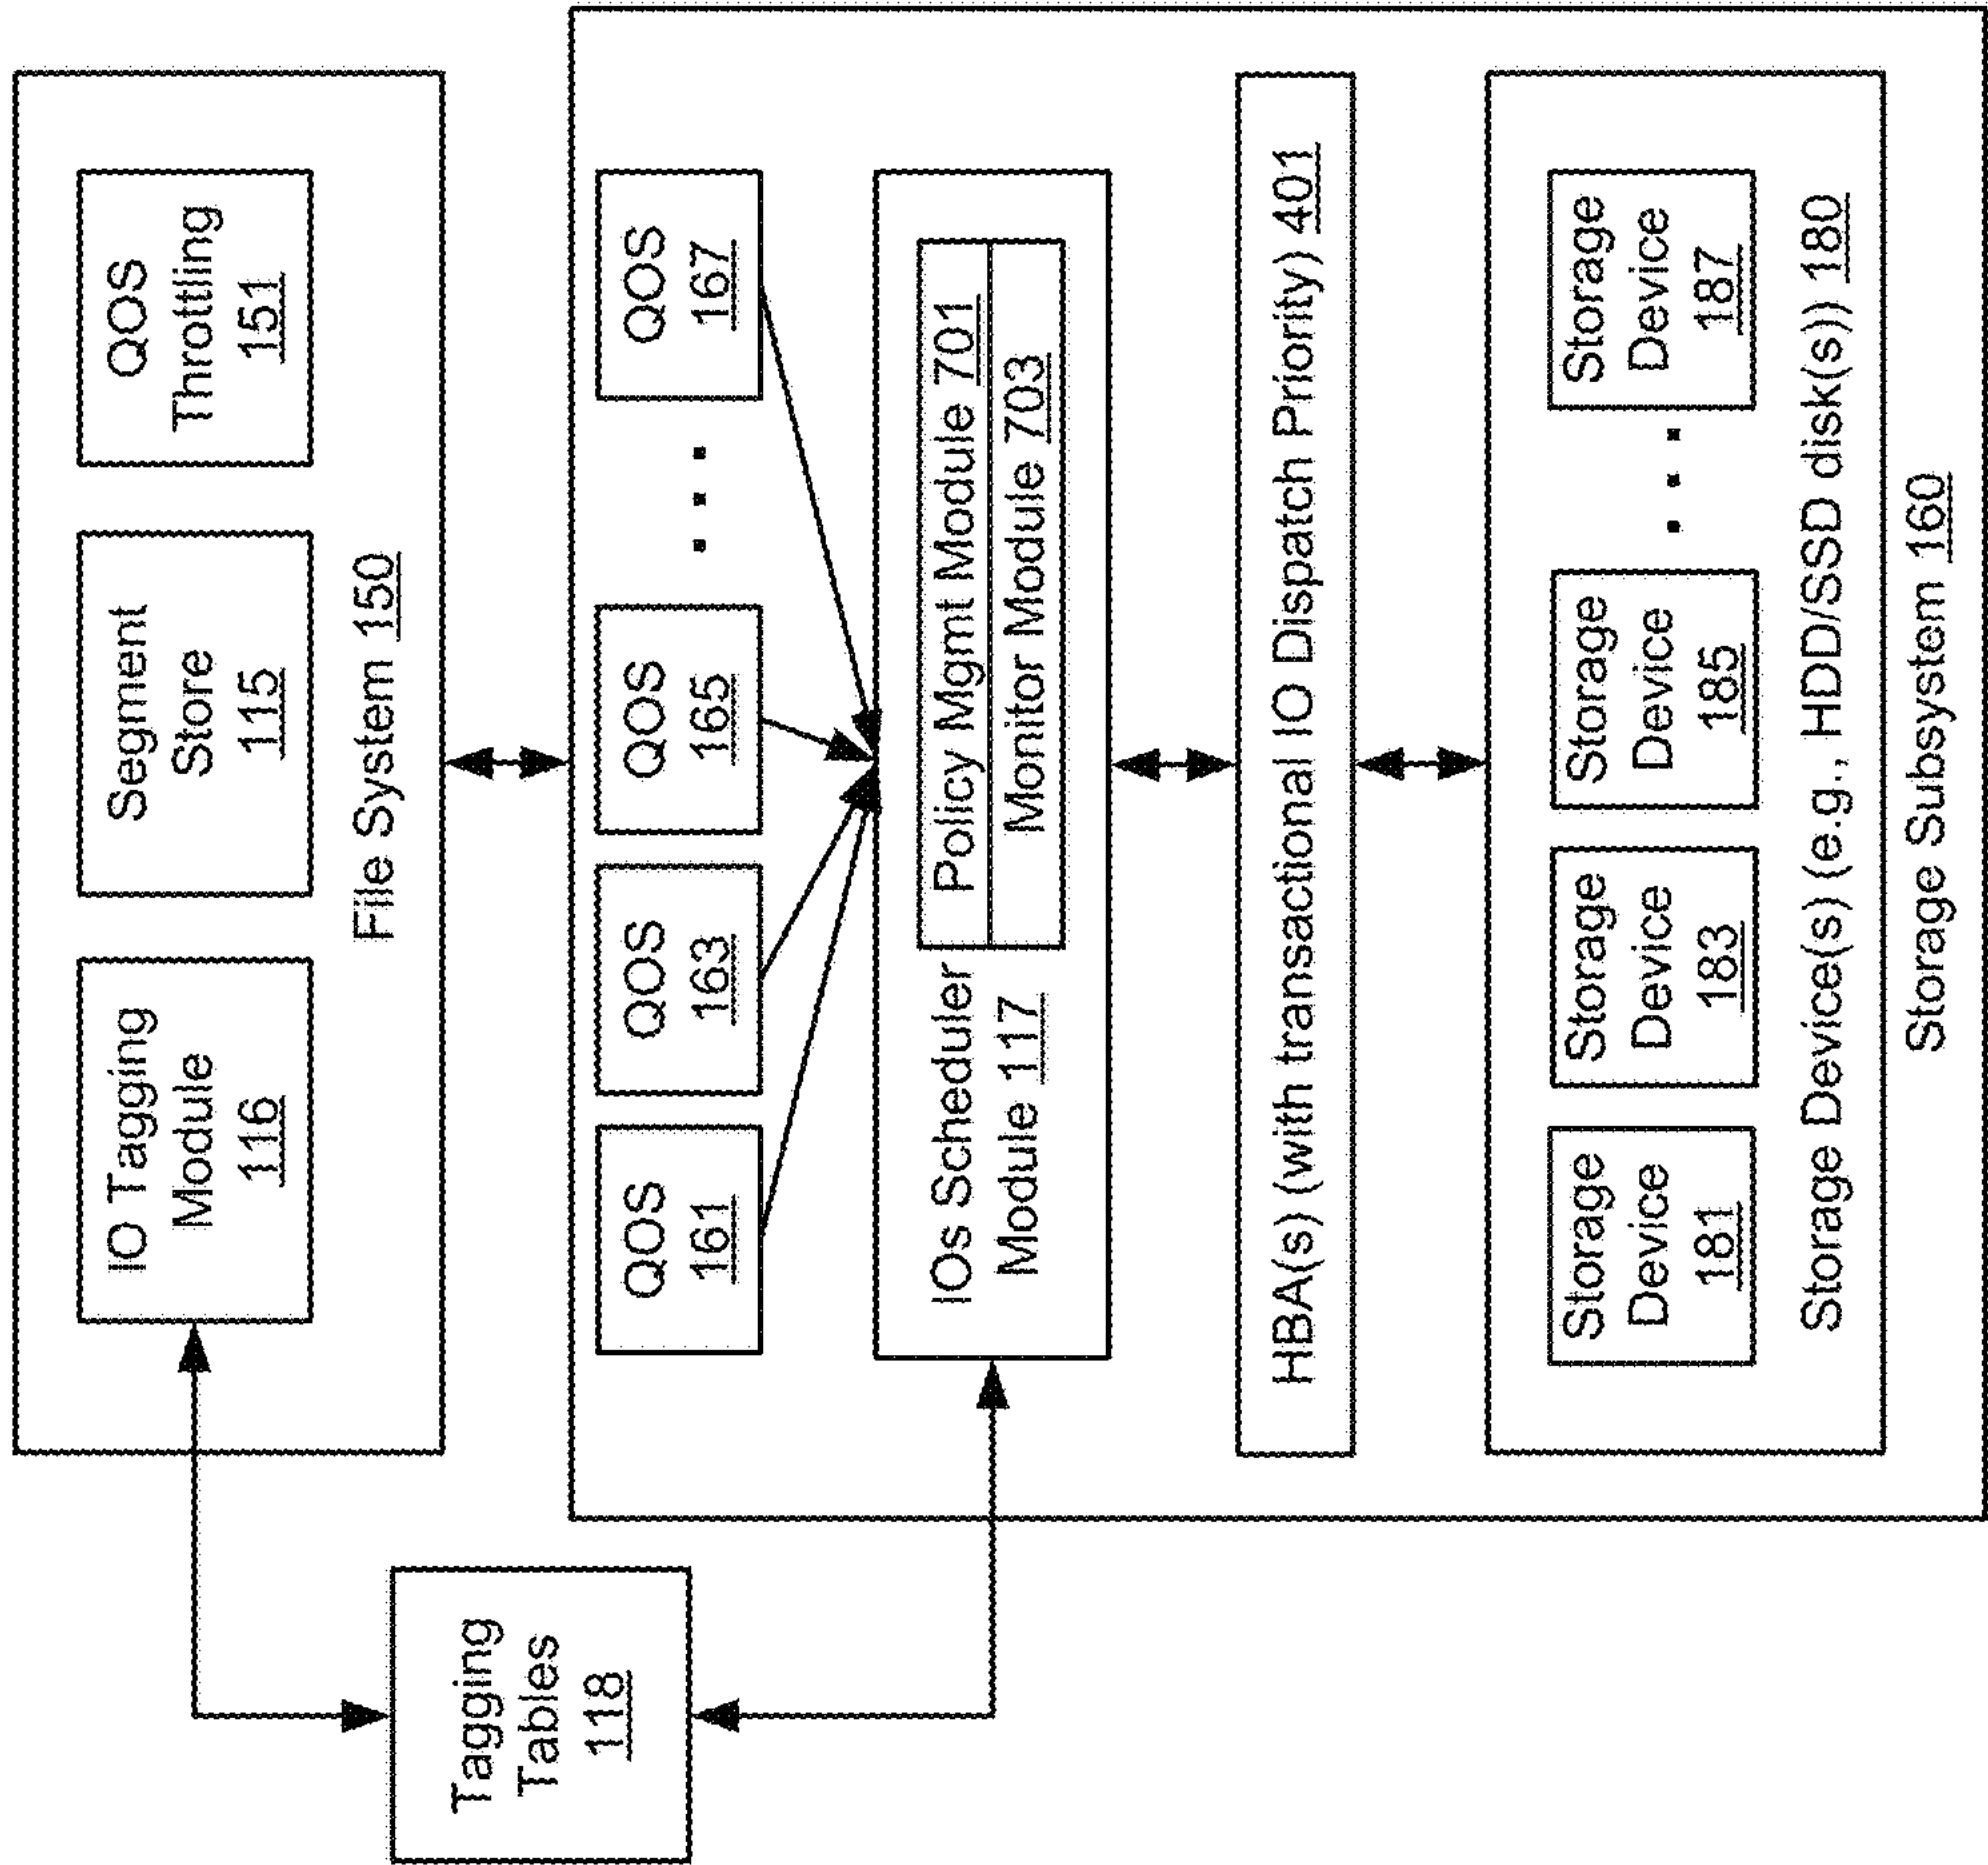 IO Tagging
Module
116
Segment
Store
115
QOS
Throttling
151
File System 150
Tagging
Tables
118
QOS
161
QOS
163
QOS
165
. . .
QOS
167
IOs Scheduler
Module 117
Policy Mgmt Module 701
Monitor Module 703
HBA(s) (with transactional IO Dispatch Priority) 401
Storage
Device
181
Storage
Device
183
Storage
Device
185
. . .
Storage
Device
187
Storage Device(s) (e.g., HDD/SSD disk(s)) 180
Storage Subsystem 160